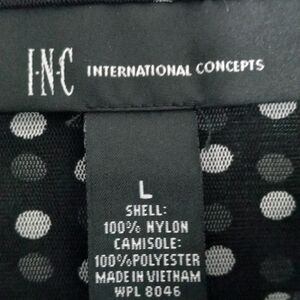 I·N·C INTERNATIONAL CONCEPTS
L
SHELL:
100% NYLON
CAMISOLE:
100%POLYESTER
MADE IN VIETNAM
WPL 8046